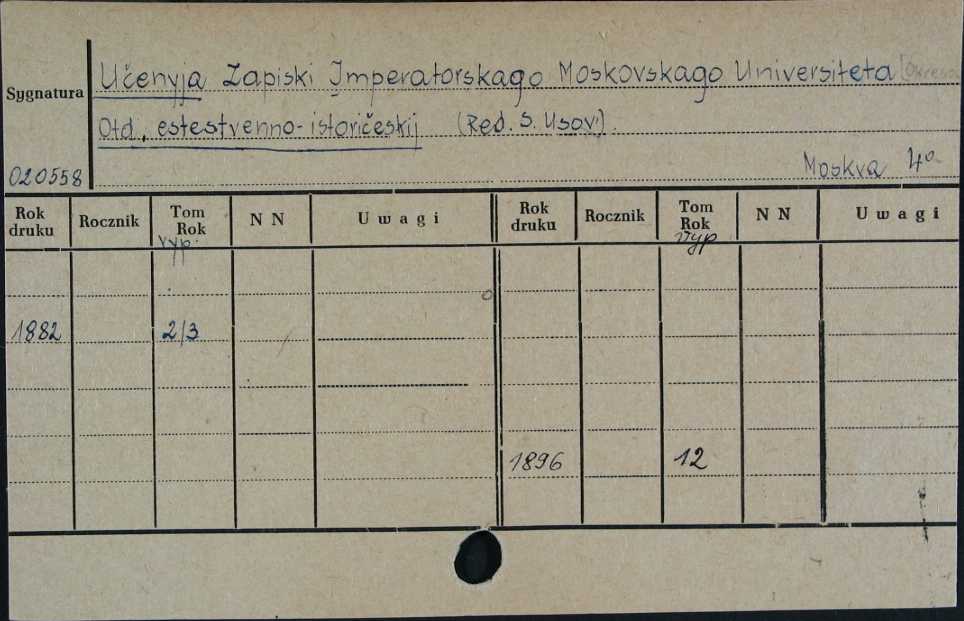 Učenyja Zapiski Imperatorskago Moskovskago Universiteta
Sygnatura
Otd. estestvenno-istoričeskij (Red. S. Usov).
020558
Moskva 4º
Rok druku Rocznik Tom Rok N N Uwagi Rok druku Rocznik Tom Rok N N Uwagi
Vyp. Vyp
1882 2/3
1896 12